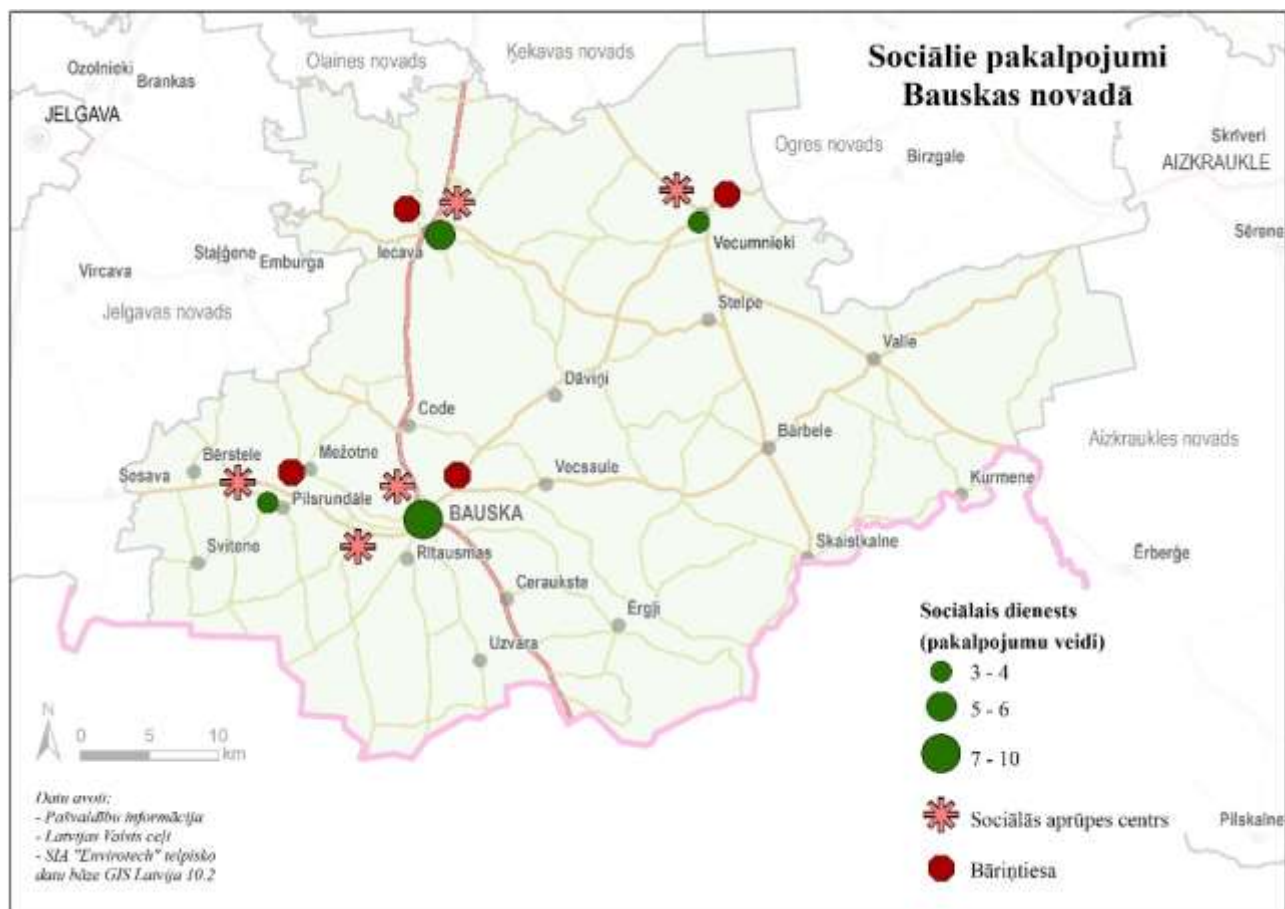 Sociālie pakalpojumi
Bauskas novadā
Olaines novads
Ķekavas novads
Ozolnieki
Brankas
JELGAVA
Ogres novads
Birzgale
Skrīveri
AIZKRAUKLE
Sērene
Iecava
Vecumnieki
Staļģene
Emburga
Vircava
Jelgavas novads
Stelpe
Valle
Dāviņi
Code
Bārbele
Aizkraukles novads
Bērstele
Mežotne
Sesava
Vecsaule
Kurmene
Pilsrundāle
BAUSKA
Svitene
Rītausmas
Skaistkalne
Ērberģe
Ceraukste
Ērgļi
Uzvara
Sociālais dienests
(pakalpojumu veidi)
3 - 4
5 - 6
7 - 10
Sociālās aprūpes centrs
Bāriņtiesa
Pilskalne
N
0 5 10
km
Datu avoti:
- Pašvaldību informācija
- Latvijas Valsts ceļi
- SIA "Envirotech" telpisko
datu bāze GIS Latvija 10.2